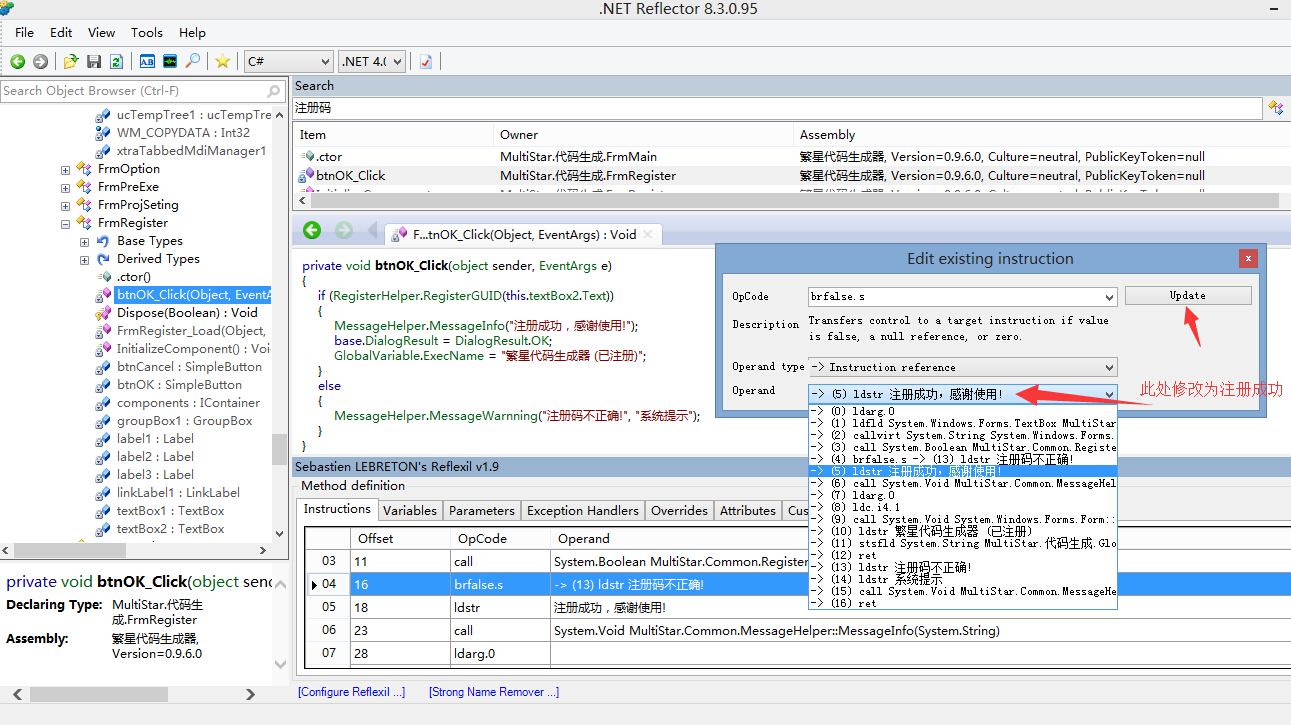 .NET Reflector 8.3.0.95
File Edit View Tools Help
C# .NET 4.(
Search Object Browser (Ctrl-F)
ucTempTree1 : ucTempTre
WM_COPYDATA : Int32
xtraTabbedMdiManager1
FrmOption
FrmPreExe
FrmProjSeting
FrmRegister
Base Types
Derived Types
.ctor()
btnOK_Click(Object, EventA
Dispose(Boolean) : Void
FrmRegister_Load(Object,
InitializeComponent() : Voi
btnCancel : SimpleButton
btnOK : SimpleButton
components : IContainer
groupBox1 : GroupBox
label1 : Label
label2 : Label
label3 : Label
linkLabel1 : LinkLabel
textBox1 : TextBox
textBox2 : TextBox
private void btnOK_Click(object senc
Declaring Type: MultiStar.代码生
成.FrmRegister
Assembly: 繁星代码生成器,
Version=0.9.6.0
Search
注册码
Item Owner Assembly
.ctor MultiStar.代码生成.FrmMain 繁星代码生成器, Version=0.9.6.0, Culture=neutral, PublicKeyToken=null
btnOK_Click MultiStar.代码生成.FrmRegister 繁星代码生成器, Version=0.9.6.0, Culture=neutral, PublicKeyToken=null
F...tnOK_Click(Object, EventArgs) : Void
private void btnOK_Click(object sender, EventArgs e)
{
if (RegisterHelper.RegisterGUID(this.textBox2.Text))
{
MessageHelper.MessageInfo("注册成功，感谢使用!");
base.DialogResult = DialogResult.OK;
GlobalVariable.ExecName = "繁星代码生成器 (已注册)";
}
else
{
MessageHelper.MessageWarnning("注册码不正确!", "系统提示");
}
}
Edit existing instruction
OpCode brfalse.s Update
Description Transfers control to a target instruction if value
is false, a null reference, or zero.
Operand type -> Instruction reference
Operand -> (5) ldstr 注册成功，感谢使用!
此处修改为注册成功
-> (0) ldarg.0
-> (1) ldfld System.Windows.Forms.TextBox MultiStar
-> (2) callvirt System.String System.Windows.Forms.
-> (3) call System.Boolean MultiStar.Common.Registe
-> (4) brfalse.s -> (13) ldstr 注册码不正确!
-> (5) ldstr 注册成功，感谢使用!
-> (6) call System.Void MultiStar.Common.MessageHel
-> (7) ldarg.0
-> (8) ldc.i4.1
-> (9) call System.Void System.Windows.Forms.Form::
-> (10) ldstr 繁星代码生成器 (已注册)
-> (11) stsfld System.String MultiStar.代码生成.Glo
-> (12) ret
-> (13) ldstr 注册码不正确!
-> (14) ldstr 系统提示
-> (15) call System.Void MultiStar.Common.MessageHe
-> (16) ret
Sebastien LEBRETON's Reflexil v1.9
Method definition
Instructions Variables Parameters Exception Handlers Overrides Attributes Cus
Offset OpCode Operand
03 11 call System.Boolean MultiStar.Common.Register
04 16 brfalse.s -> (13) ldstr 注册码不正确!
05 18 ldstr 注册成功，感谢使用!
06 23 call System.Void MultiStar.Common.MessageHelper::MessageInfo(System.String)
07 28 ldarg.0
[Configure Reflexil ...] [Strong Name Remover ...]